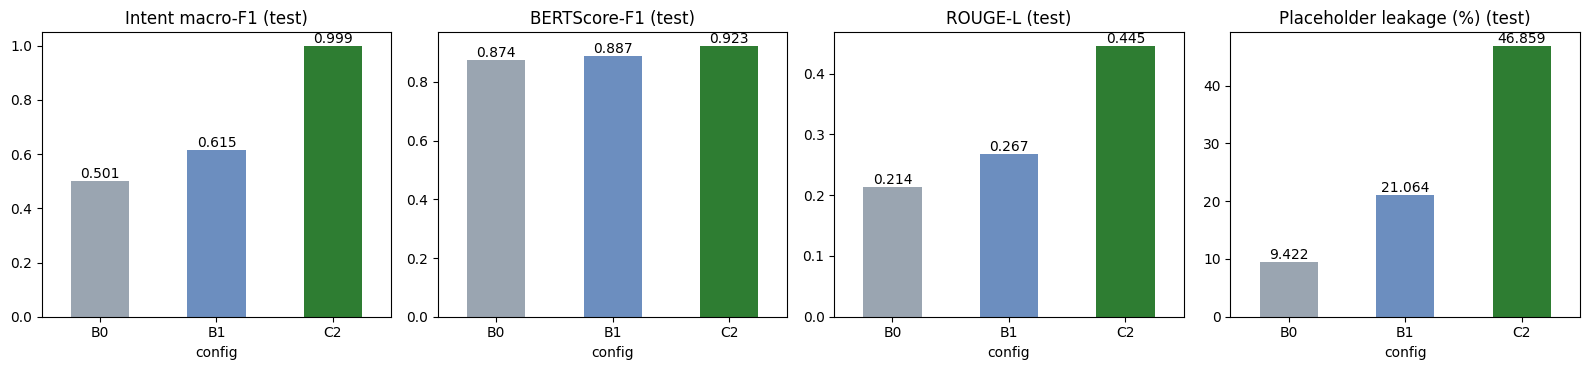 Intent macro-F1 (test)
1.0
0.8
0.6
0.4
0.2
0.0
0.501
0.615
0.999
B0
B1
C2
config
BERTScore-F1 (test)
0.8
0.6
0.4
0.2
0.0
0.874
0.887
0.923
B0
B1
C2
config
ROUGE-L (test)
0.4
0.3
0.2
0.1
0.0
0.214
0.267
0.445
B0
B1
C2
config
Placeholder leakage (%) (test)
40
30
20
10
0
9.422
21.064
46.859
B0
B1
C2
config